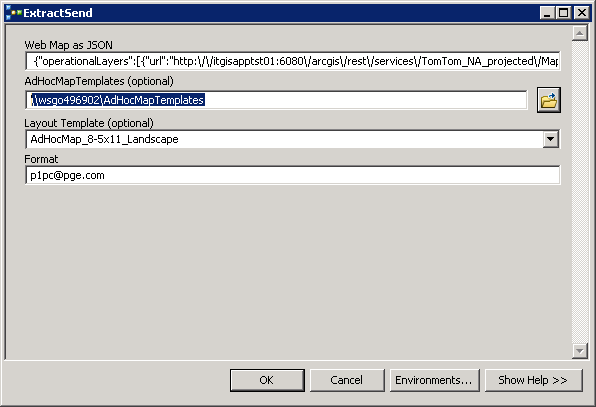 ExtractSend
Web Map as JSON
{"operationalLayers":[{"url":"http:\/\/itgisapptst01:6080\/arcgis\/rest\/services\/TomTom_NA_projected\/Map
AdHocMapTemplates (optional)
\\wsgo496902\AdHocMapTemplates
Layout Template (optional)
AdHocMap_8-5x11_Landscape
Format
p1pc@pge.com
OK
Cancel
Environments...
Show Help >>